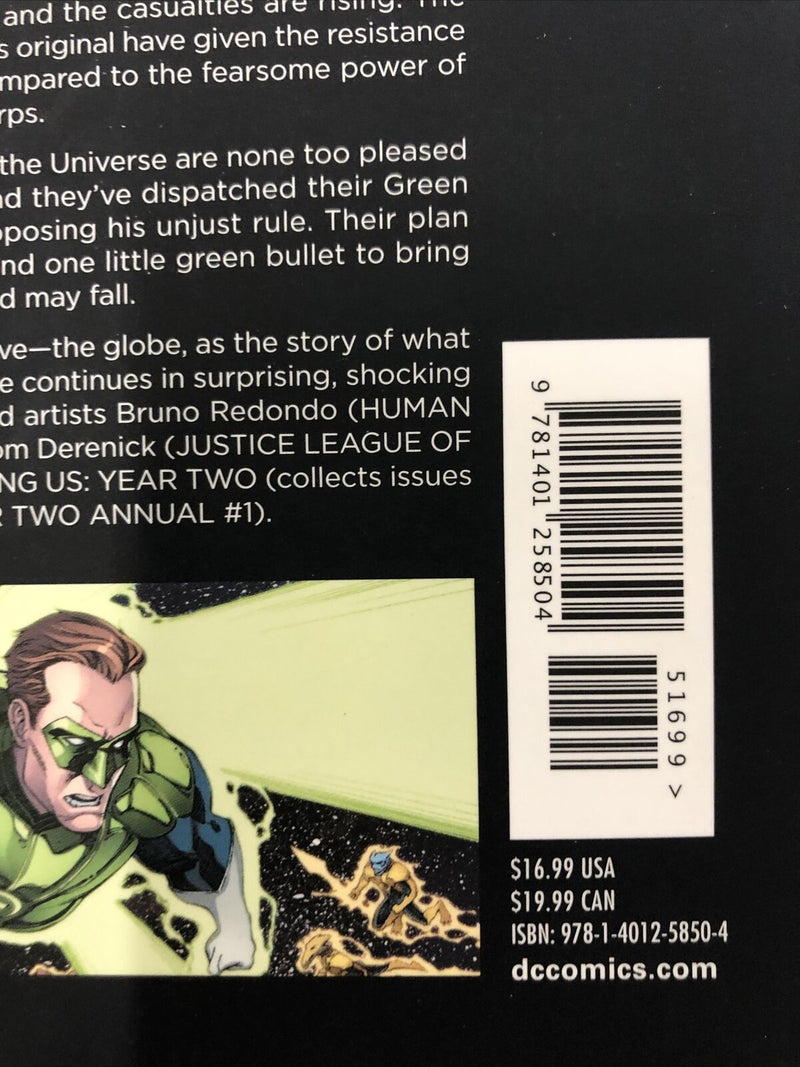 and the casualties are rising. The
s original have given the resistance
mpared to the fearsome power of
rps.
the Universe are none too pleased
nd they've dispatched their Green
pposing his unjust rule. Their plan
nd one little green bullet to bring
d may fall.
ve—the globe, as the story of what
e continues in surprising, shocking
d artists Bruno Redondo (HUMAN
om Derenick (JUSTICE LEAGUE OF
NG US: YEAR TWO (collects issues
R TWO ANNUAL #1).
9 781401 258504
51699 >
$16.99 USA
$19.99 CAN
ISBN: 978-1-4012-5850-4
dccomics.com